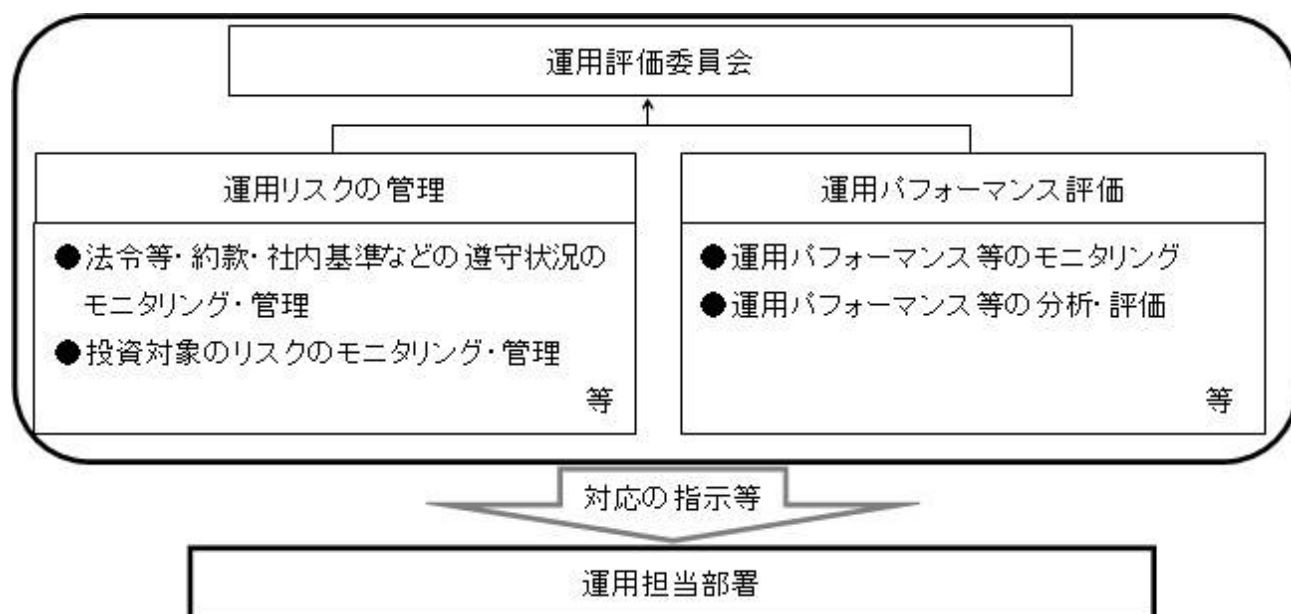 運用評価委員会
運用リスクの管理
●法令等・約款・社内基準などの遵守状況の
モニタリング・管理
●投資対象のリスクのモニタリング・管理
等
運用パフォーマンス評価
●運用パフォーマンス等のモニタリング
●運用パフォーマンス等の分析・評価
等
対応の指示等
運用担当部署